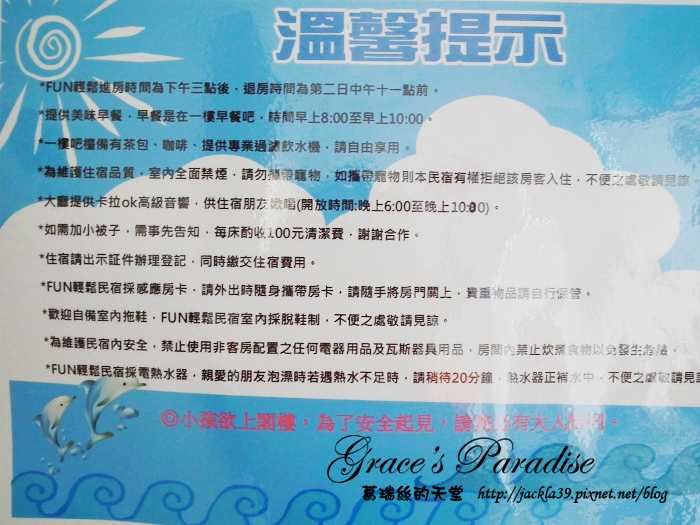 溫馨提示
*FUN輕鬆進房時間為下午三點後，退房時間為第二日中午十一點前。
*提供美味早餐，早餐是在一樓早餐吧，時間早上8:00至早上10:00。
*一樓吧檯備有茶包、咖啡、提供專業過濾飲水機，請自由享用。
*為維護住宿品質，室內全面禁煙，請勿攜帶寵物，如攜帶寵物則本民宿有權拒絕該房客入住，不便之處敬請見諒。
*大廳提供卡拉ok高級音響，供住宿朋友歡唱(開放時間:晚上6:00至晚上10:00)。
*如需加小被子，需事先告知，每床酌收100元清潔費，謝謝合作。
*住宿請出示証件辦理登記，同時繳交住宿費用。
*FUN輕鬆民宿採感應房卡，請外出時隨身攜帶房卡，請隨手將房門關上，貴重物品請自行保管。
*歡迎自備室內拖鞋，FUN輕鬆民宿室內採脫鞋制，不便之處敬請見諒。
*為維護民宿內安全，禁止使用非客房配置之任何電器用品及瓦斯器具用品，房間內禁止炊煮食物以免發生危險。
*FUN輕鬆民宿採電熱水器，親愛的朋友泡澡時若遇熱水不足時，請稍待20分鐘，熱水器正補水中，不便之處敬請見
◎小孩欲上閣樓，為了安全起見，請務必有大人陪同。
Grace's Paradise
葛瑞絲的天堂 http://jackla39.pixnet.net/blog